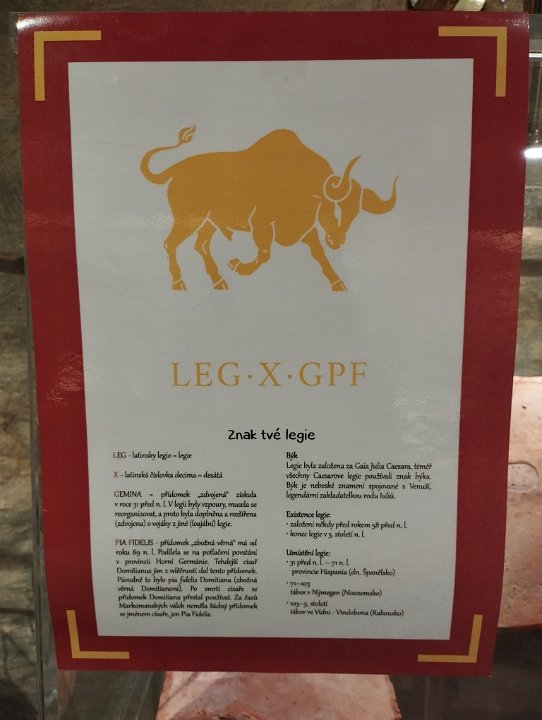 LEG·X·GPF
Znak tvé legie
LEG - latinsky legio = legie
X - latinská číslovka decima = desátá
GEMINA = přídomek „zdvojená" získala
v roce 31 před n. l. V legii byly vzpoury, musela se
reorganizovat, a proto byla doplněna a rozšířena
(zdvojena) o vojáky z jiné (loajální) legie.
PIA FIDELIS - přídomek „zbožná věrná" má od
roku 89 n. l. Podílela se na potlačení povstání
v provincii Horní Germánie. Tehdejší císař
Domitianus jim z vděčnosti dal tento přídomek.
Původně to bylo pia fidelis Domitiana (zbožná
věrná Domitianova). Po smrti císaře se
přídomek Domitiana přestal používat. Za časů
Markomanských válek neměla žádný přídomek
se jménem císaře, jen Pia Fidelis.
Býk
Legie byla založena za Gaia Julia Caesara, téměř
všechny Caesarove legie používali znak býka.
Býk je nebeské znamení spojované s Venuší,
legendární zakladatelkou rodu Iuliů.
Existence legie:
- založení někdy před rokem 58 před n. l.
- konec legie v 5. století n. l.
Umístění legie:
· 31 před n. l. – 71 n. l.
provincie Hispania (dn. Španělsko)
· 71–103
tábor v Nijmegen (Nizozemsko)
· 103–5. století
tábor ve Vídni - Vindobona (Rakousko)